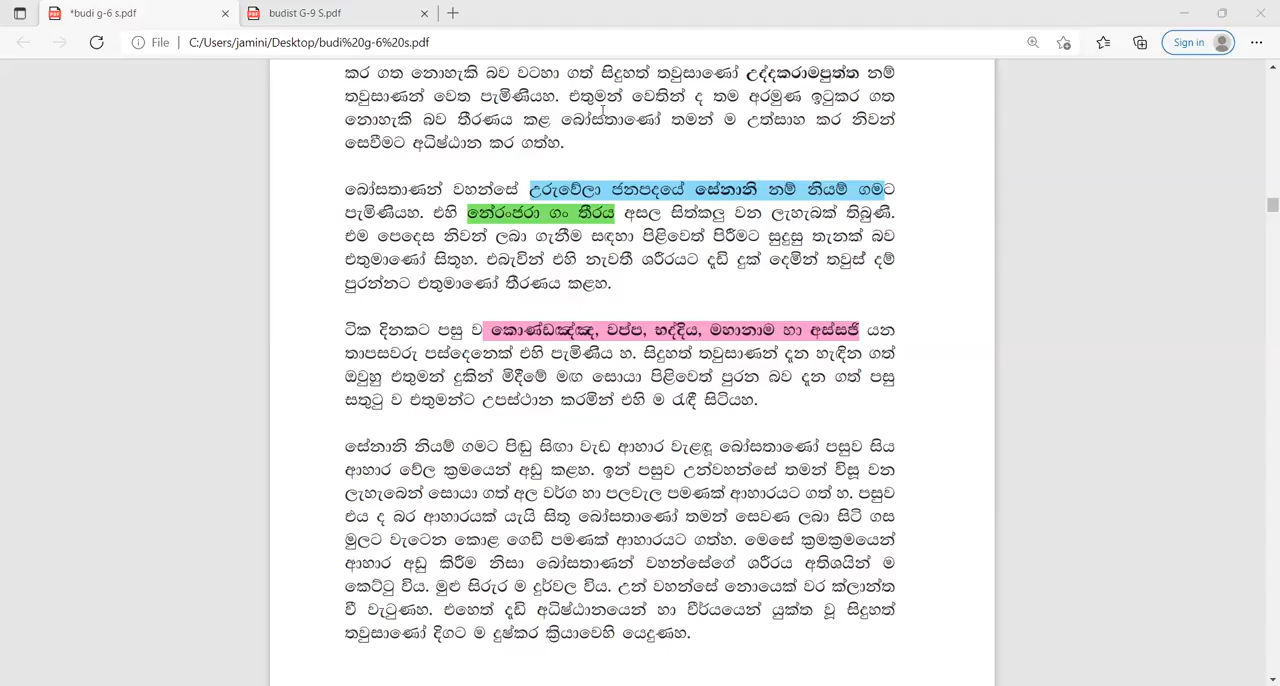 *budi g-6 s.pdf
budist G-9 S.pdf
File
C:/Users/jamini/Desktop/budi%20g-6%20s.pdf
Sign in
කර ගත නොහැකි බව වටහා ගත් සිදුහත් තවුසාණෝ උද්දකරාමපුත්ත නම්
තවුසාණන් වෙත පැමිණියහ. එතුමන් වෙතින් ද තම අරමුණ ඉටුකර ගත
නොහැකි බව තීරණය කළ බෝස්තාණෝ තමන් ම උත්සාහ කර නිවන්
සෙවීමට අධිෂ්ඨාන කර ගත්හ.
බෝසතාණන් වහන්සේ උරුවේලා ජනපදයේ සේනානි නම් නියම් ගමට
පැමිණියහ. එහි නේරංජරා ගං තීරය අසල සිත්කලු වන ලැහැබක් තිබුණි.
එම පෙදෙස නිවන් ලබා ගැනීම සඳහා පිළිවෙත් පිරීමට සුදුසු තැනක් බව
එතුමාණෝ සිතූහ. එබැවින් එහි නැවතී ශරීරයට දැඩි දුක් දෙමින් තවුස් දම්
පුරන්නට එතුමාණෝ තීරණය කළහ.
ටික දිනකට පසු ව කොණ්ඩඤ්ඤ, වප්ප, භද්දිය, මහානාම හා අස්සජි යන
තාපසවරු පස්දෙනෙක් එහි පැමිණිය හ. සිදුහත් තවුසාණන් දැන හැඳින ගත්
ඔවුහු එතුමන් දුකින් මිදීමේ මඟ සොයා පිළිවෙත් පුරන බව දැන ගත් පසු
සතුටු ව එතුමන්ට උපස්ථාන කරමින් එහි ම රැඳී සිටියහ.
සේනානි නියම් ගමට පිඬු සිඟා වැඩ ආහාර වැළඳූ බෝසතාණෝ පසුව සිය
ආහාර වේල ක්‍රමයෙන් අඩු කළහ. ඉන් පසුව උන්වහන්සේ තමන් විසූ වන
ලැහැබෙන් සොයා ගත් අල වර්ග හා පලවැල පමණක් ආහාරයට ගත් හ. පසුව
එය ද බර ආහාරයක් යැයි සිතූ බෝසතාණෝ තමන් සෙවණ ලබා සිටි ගස
මුලට වැටෙන කොළ ගෙඩි පමණක් ආහාරයට ගත්හ. මෙසේ ක්‍රමක්‍රමයෙන්
ආහාර අඩු කිරීම නිසා බෝසතාණන් වහන්සේගේ ශරීරය අතිශයින් ම
කෙට්ටු විය. මුළු සිරුර ම දුර්වල විය. උන් වහන්සේ නොයෙක් වර ක්ලාන්ත
වී වැටුණහ. එහෙත් දැඩි අධිෂ්ඨානයෙන් හා වීර්යයෙන් යුක්ත වූ සිදුහත්
තවුසාණෝ දිගට ම දුෂ්කර ක්‍රියාවෙහි යෙදුණහ.